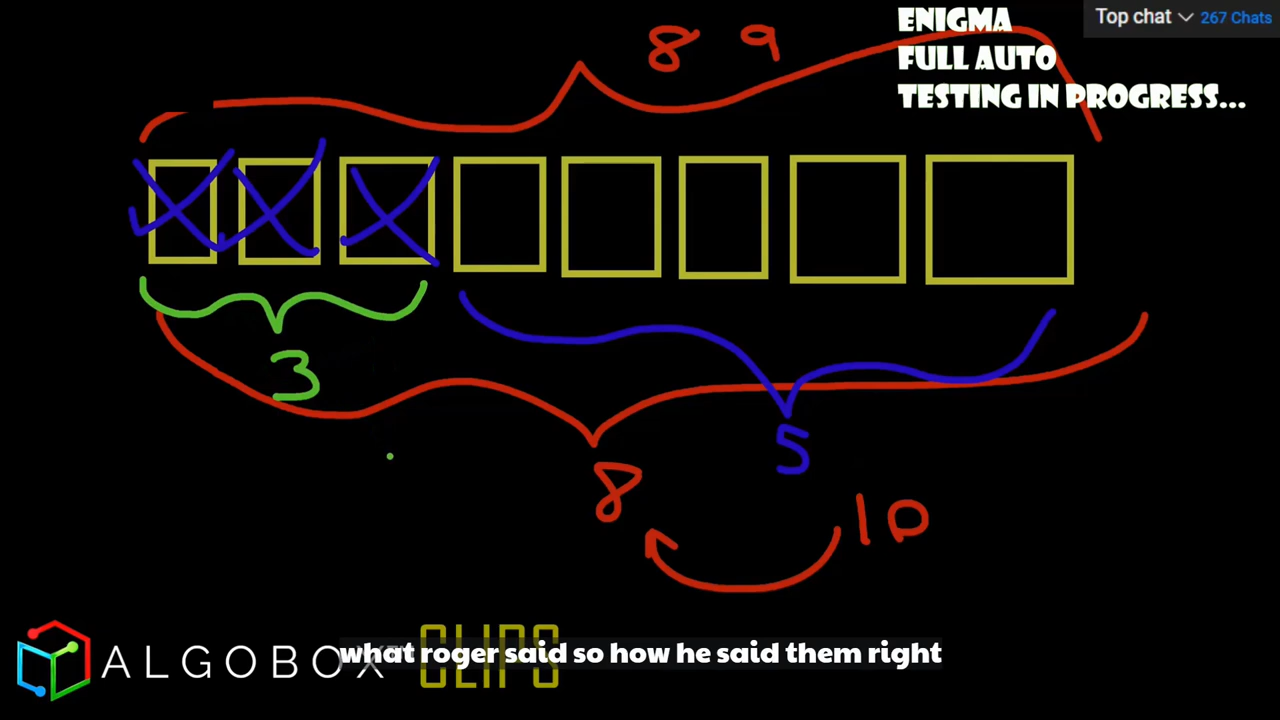 Top chat 267 Chats
ENIGMA
FULL AUTO
TESTING IN PROGRESS...
8 9
3
5
8
10
ALGOBOX CLIPS
what roger said so how he said them right